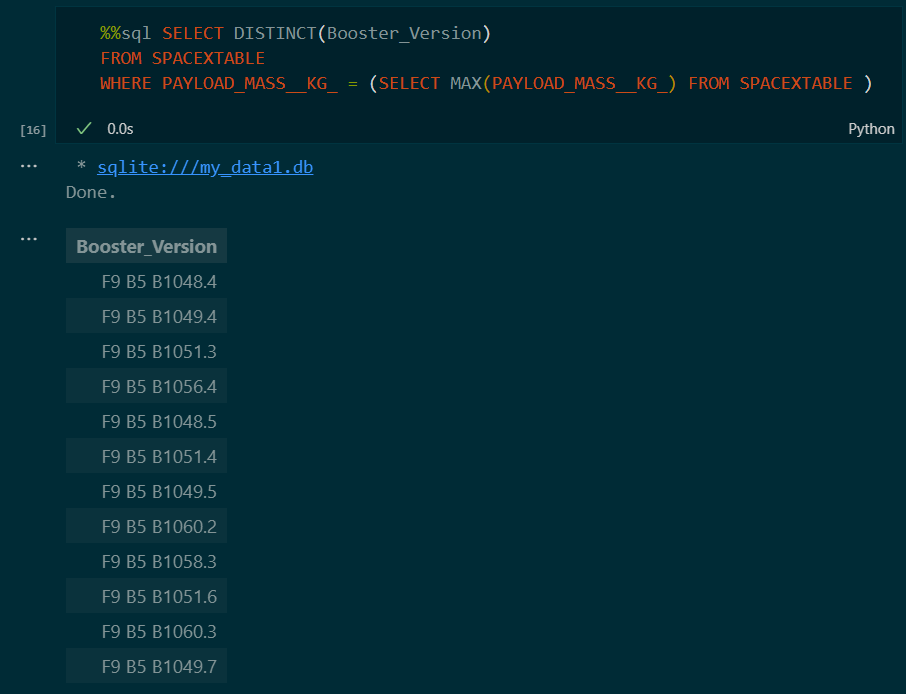 %%sql SELECT DISTINCT(Booster_Version)
FROM SPACEXTABLE
WHERE PAYLOAD_MASS__KG_ = (SELECT MAX(PAYLOAD_MASS__KG_) FROM SPACEXTABLE )
[16] ✓ 0.0s Python
... * sqlite:///my_data1.db
Done.
... Booster_Version
F9 B5 B1048.4
F9 B5 B1049.4
F9 B5 B1051.3
F9 B5 B1056.4
F9 B5 B1048.5
F9 B5 B1051.4
F9 B5 B1049.5
F9 B5 B1060.2
F9 B5 B1058.3
F9 B5 B1051.6
F9 B5 B1060.3
F9 B5 B1049.7